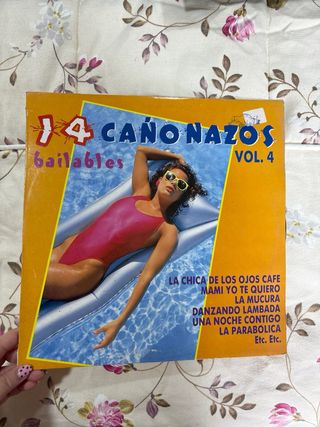 14 CAÑONAZOS
bailables VOL. 4
LA CHICA DE LOS OJOS CAFE
MAMI YO TE QUIERO
LA MUCURA
DANZANDO LAMBADA
UNA NOCHE CONTIGO
LA PARABOLICA
Etc. Etc.